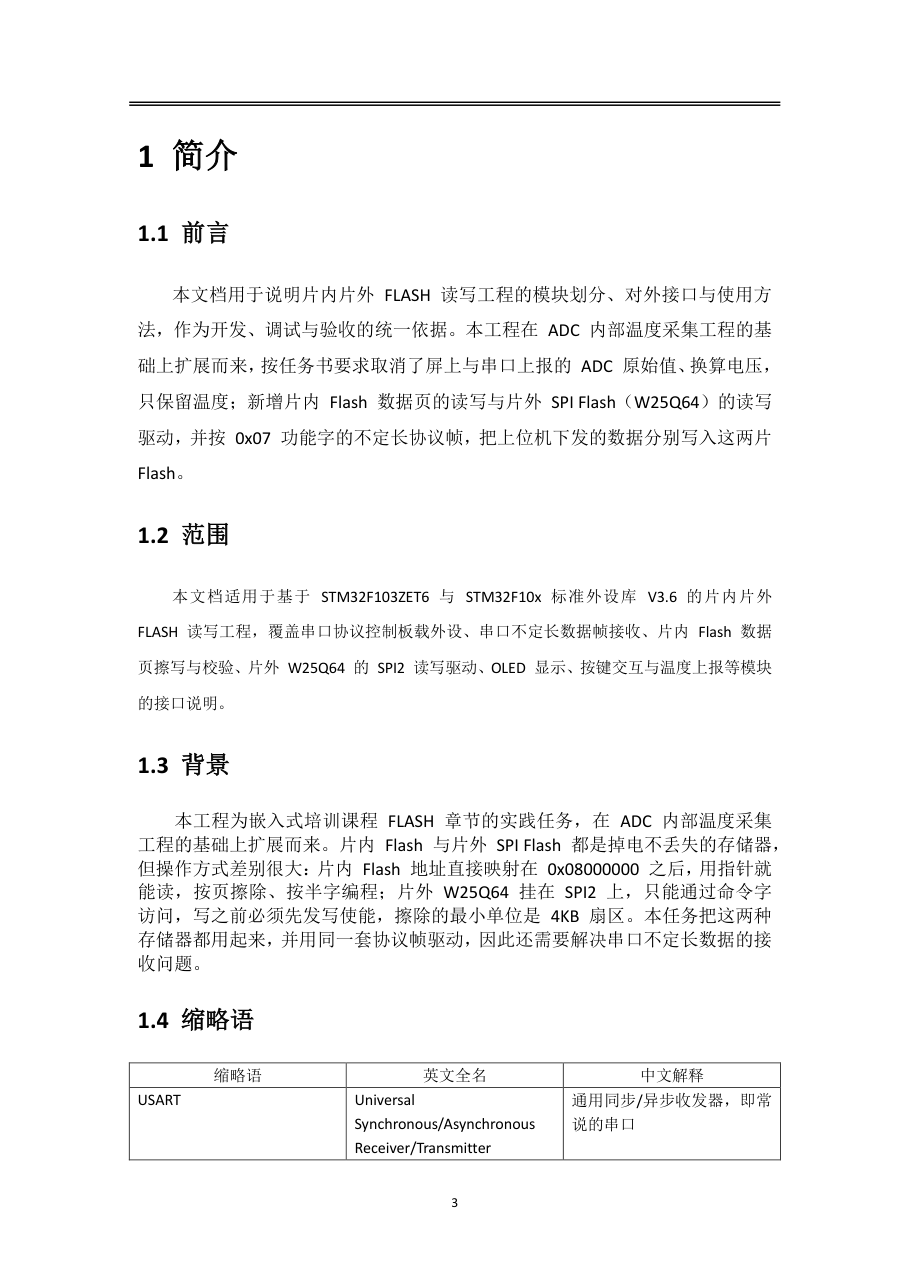 1 简介
1.1 前言
本文档用于说明片内片外 FLASH 读写工程的模块划分、对外接口与使用方
法，作为开发、调试与验收的统一依据。本工程在 ADC 内部温度采集工程的基
础上扩展而来，按任务书要求取消了屏上与串口上报的 ADC 原始值、换算电压，
只保留温度；新增片内 Flash 数据页的读写与片外 SPI Flash（W25Q64）的读写
驱动，并按 0x07 功能字的不定长协议帧，把上位机下发的数据分别写入这两片
Flash。
1.2 范围
本文档适用于基于 STM32F103ZET6 与 STM32F10x 标准外设库 V3.6 的片内片外
FLASH 读写工程，覆盖串口协议控制板载外设、串口不定长数据帧接收、片内 Flash 数据
页擦写与校验、片外 W25Q64 的 SPI2 读写驱动、OLED 显示、按键交互与温度上报等模块
的接口说明。
1.3 背景
本工程为嵌入式培训课程 FLASH 章节的实践任务，在 ADC 内部温度采集
工程的基础上扩展而来。片内 Flash 与片外 SPI Flash 都是掉电不丢失的存储器，
但操作方式差别很大：片内 Flash 地址直接映射在 0x08000000 之后，用指针就
能读，按页擦除、按半字编程；片外 W25Q64 挂在 SPI2 上，只能通过命令字
访问，写之前必须先发写使能，擦除的最小单位是 4KB 扇区。本任务把这两种
存储器都用起来，并用同一套协议帧驱动，因此还需要解决串口不定长数据的接
收问题。
1.4 缩略语
缩略语 英文全名 中文解释
USART Universal 通用同步/异步收发器，即常
Synchronous/Asynchronous 说的串口
Receiver/Transmitter
3